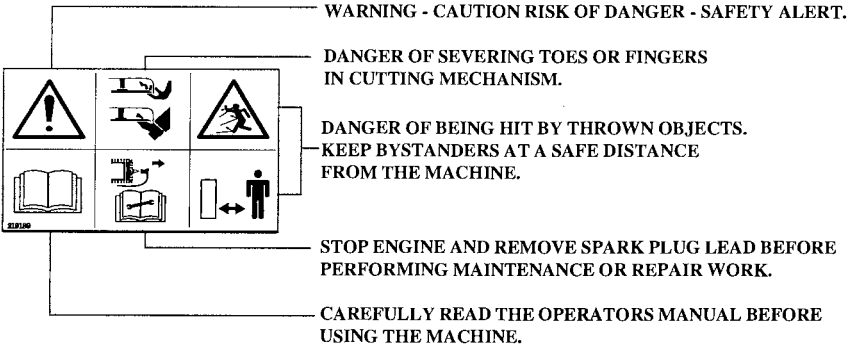 WARNING - CAUTION RISK OF DANGER - SAFETY ALERT.
DANGER OF SEVERING TOES OR FINGERS
IN CUTTING MECHANISM.
DANGER OF BEING HIT BY THROWN OBJECTS.
KEEP BYSTANDERS AT A SAFE DISTANCE
FROM THE MACHINE.
219189
STOP ENGINE AND REMOVE SPARK PLUG LEAD BEFORE
PERFORMING MAINTENANCE OR REPAIR WORK.
CAREFULLY READ THE OPERATORS MANUAL BEFORE
USING THE MACHINE.